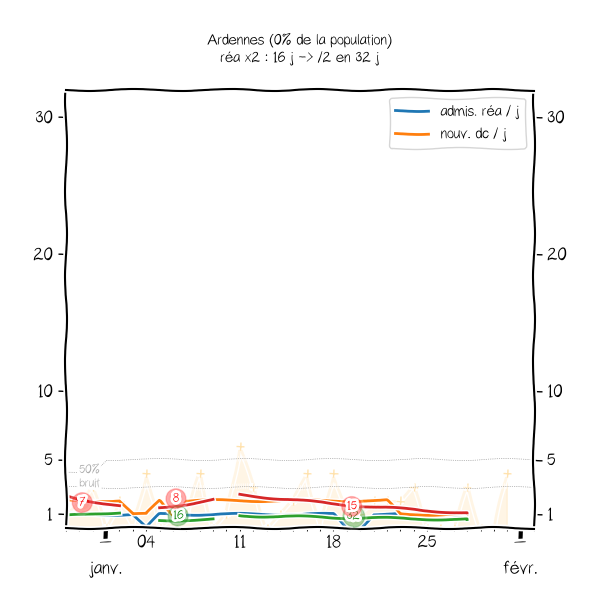 Ardennes (0% de la population)
réa x2 : 16 j -> /2 en 32 j
admis. réa / j
nouv. dc / j
30 30
20 20
10 10
5 5
50%
bruit
7 8 15
16 32
1 1
04 11 18 25
janv. févr.